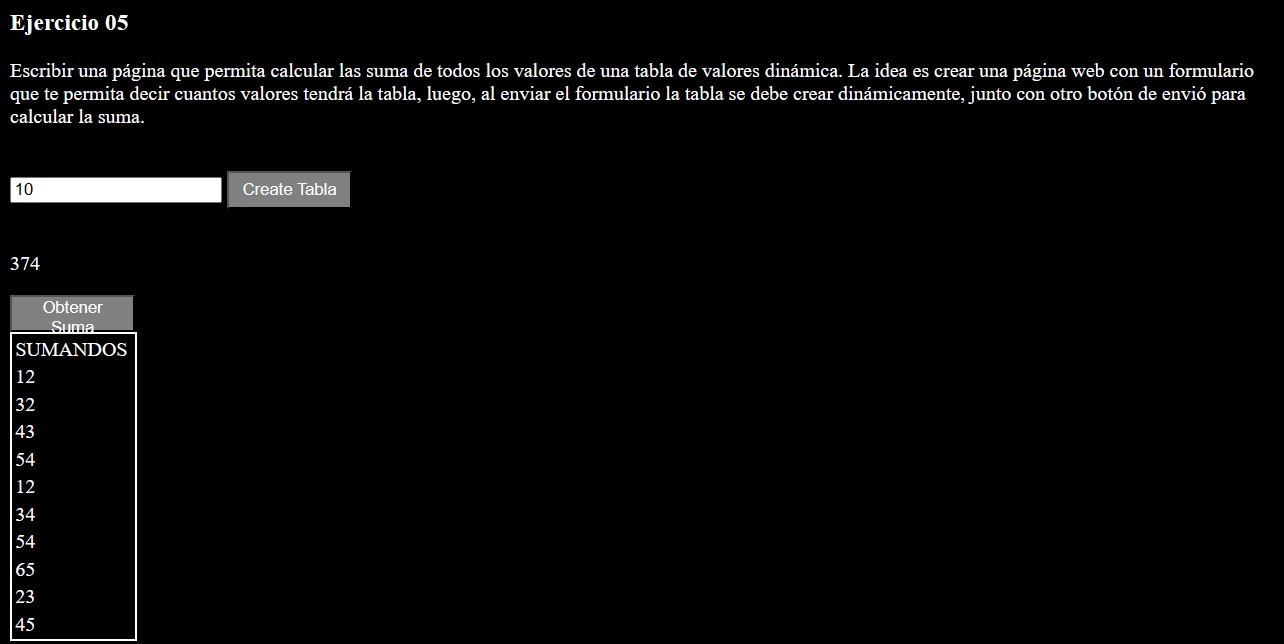 Ejercicio 05
Escribir una página que permita calcular las suma de todos los valores de una tabla de valores dinámica. La idea es crear una página web con un formulario
que te permita decir cuantos valores tendrá la tabla, luego, al enviar el formulario la tabla se debe crear dinámicamente, junto con otro botón de envió para
calcular la suma.
10 Create Tabla
374
Obtener
Suma
SUMANDOS
12
32
43
54
12
34
54
65
23
45